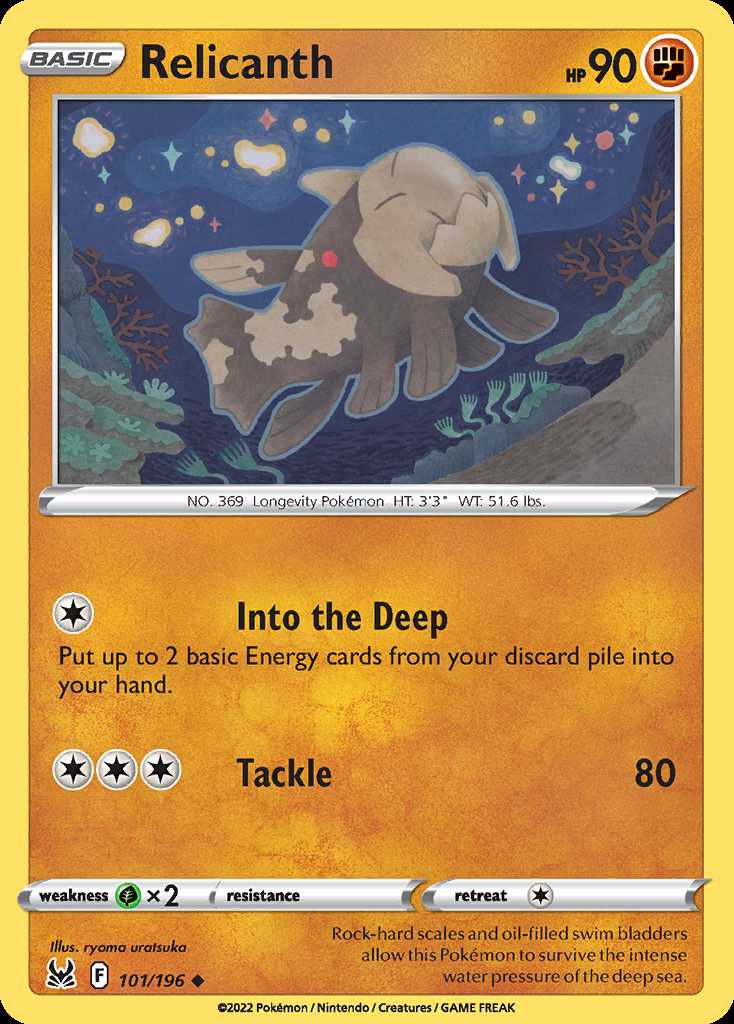 BASIC Relicanth HP 90
NO. 369 Longevity Pokémon HT: 3'3" WT: 51.6 lbs.
Into the Deep
Put up to 2 basic Energy cards from your discard pile into
your hand.
Tackle 80
weakness ×2 resistance retreat
Illus. ryoma uratsuka
Rock-hard scales and oil-filled swim bladders
allow this Pokémon to survive the intense
water pressure of the deep sea.
F 101/196
©2022 Pokémon / Nintendo / Creatures / GAME FREAK